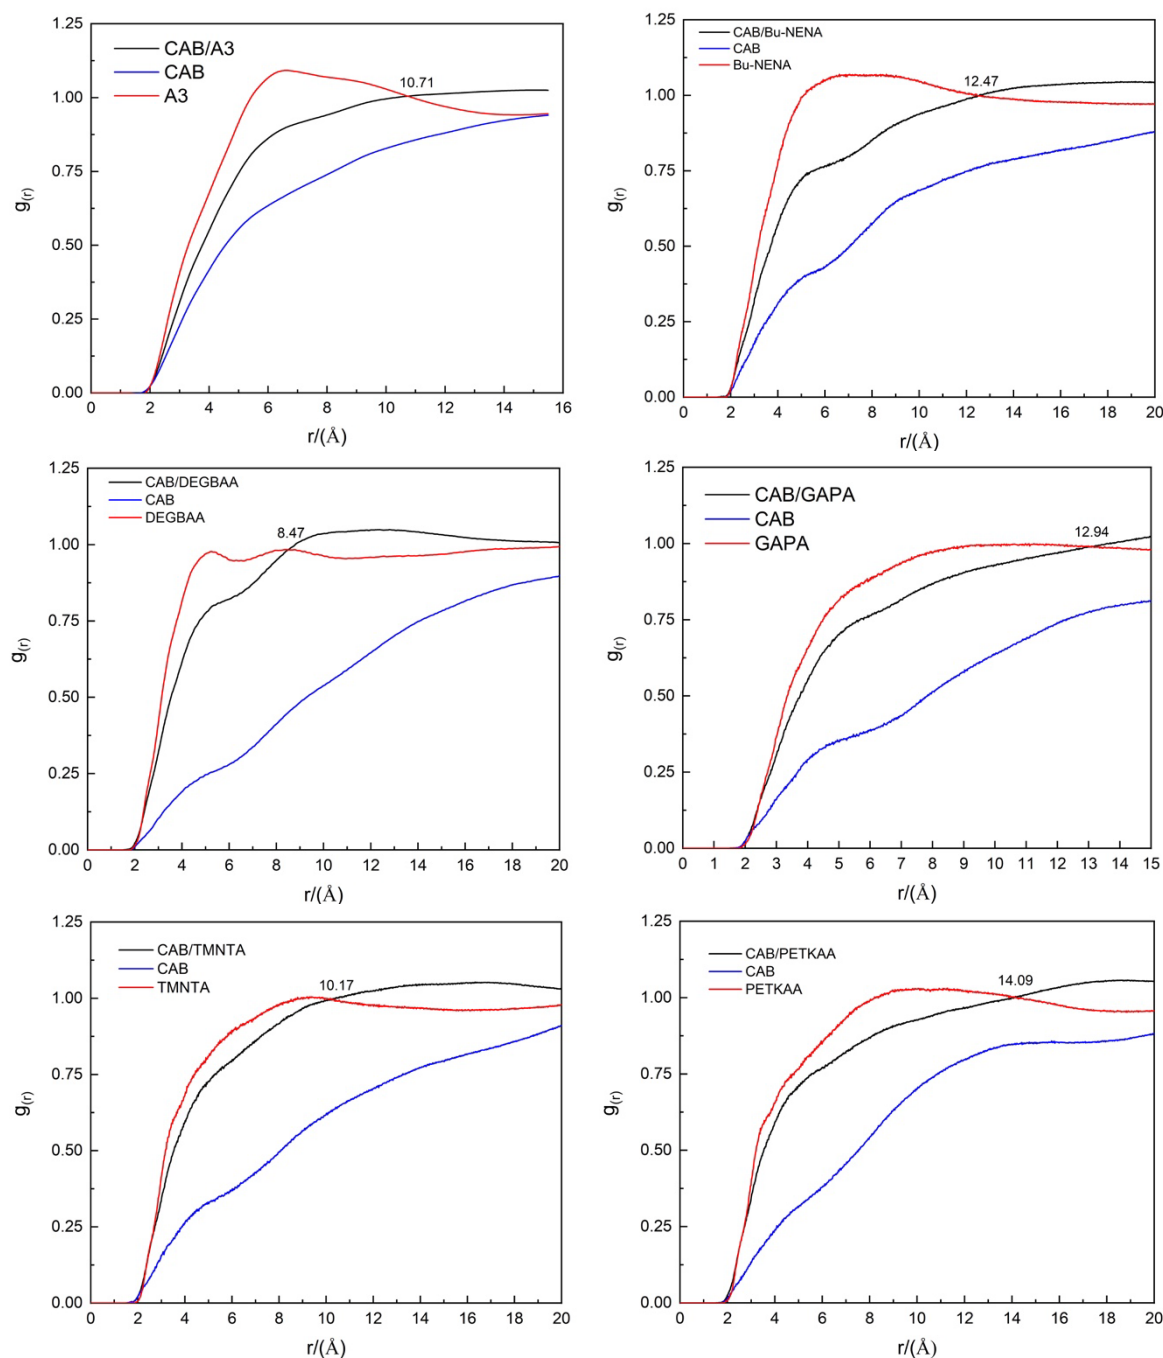 CAB/A3
CAB
A3
10.71
g(r)
1.25
1.00
0.75
0.50
0.25
0.00
0 2 4 6 8 10 12 14 16
r/(Å)
CAB/Bu-NENA
CAB
Bu-NENA
12.47
g(r)
1.25
1.00
0.75
0.50
0.25
0.00
0 2 4 6 8 10 12 14 16 18 20
r/(Å)
CAB/DEGBAA
CAB
DEGBAA
8.47
g(r)
1.25
1.00
0.75
0.50
0.25
0.00
0 2 4 6 8 10 12 14 16 18 20
r/(Å)
CAB/GAPA
CAB
GAPA
12.94
g(r)
1.25
1.00
0.75
0.50
0.25
0.00
0 1 2 3 4 5 6 7 8 9 10 11 12 13 14 15
r/(Å)
CAB/TMNTA
CAB
TMNTA
10.17
g(r)
1.25
1.00
0.75
0.50
0.25
0.00
0 2 4 6 8 10 12 14 16 18 20
r/(Å)
CAB/PETKAA
CAB
PETKAA
14.09
g(r)
1.25
1.00
0.75
0.50
0.25
0.00
0 2 4 6 8 10 12 14 16 18 20
r/(Å)